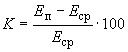 K = (Eп − Eср) / Eср · 100